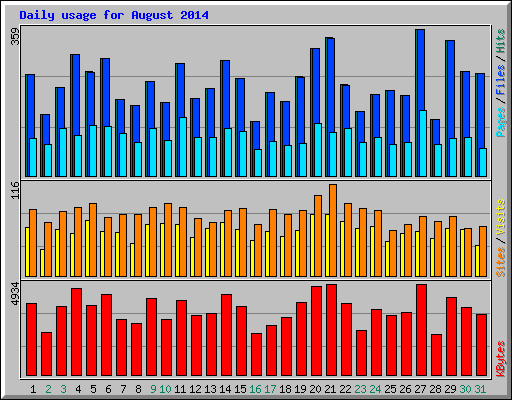 Daily usage for August 2014
359
Pages/Files/Hits
116
Sites/Visits
4934
KBytes
1 2 3 4 5 6 7 8 9 10 11 12 13 14 15 16 17 18 19 20 21 22 23 24 25 26 27 28 29 30 31